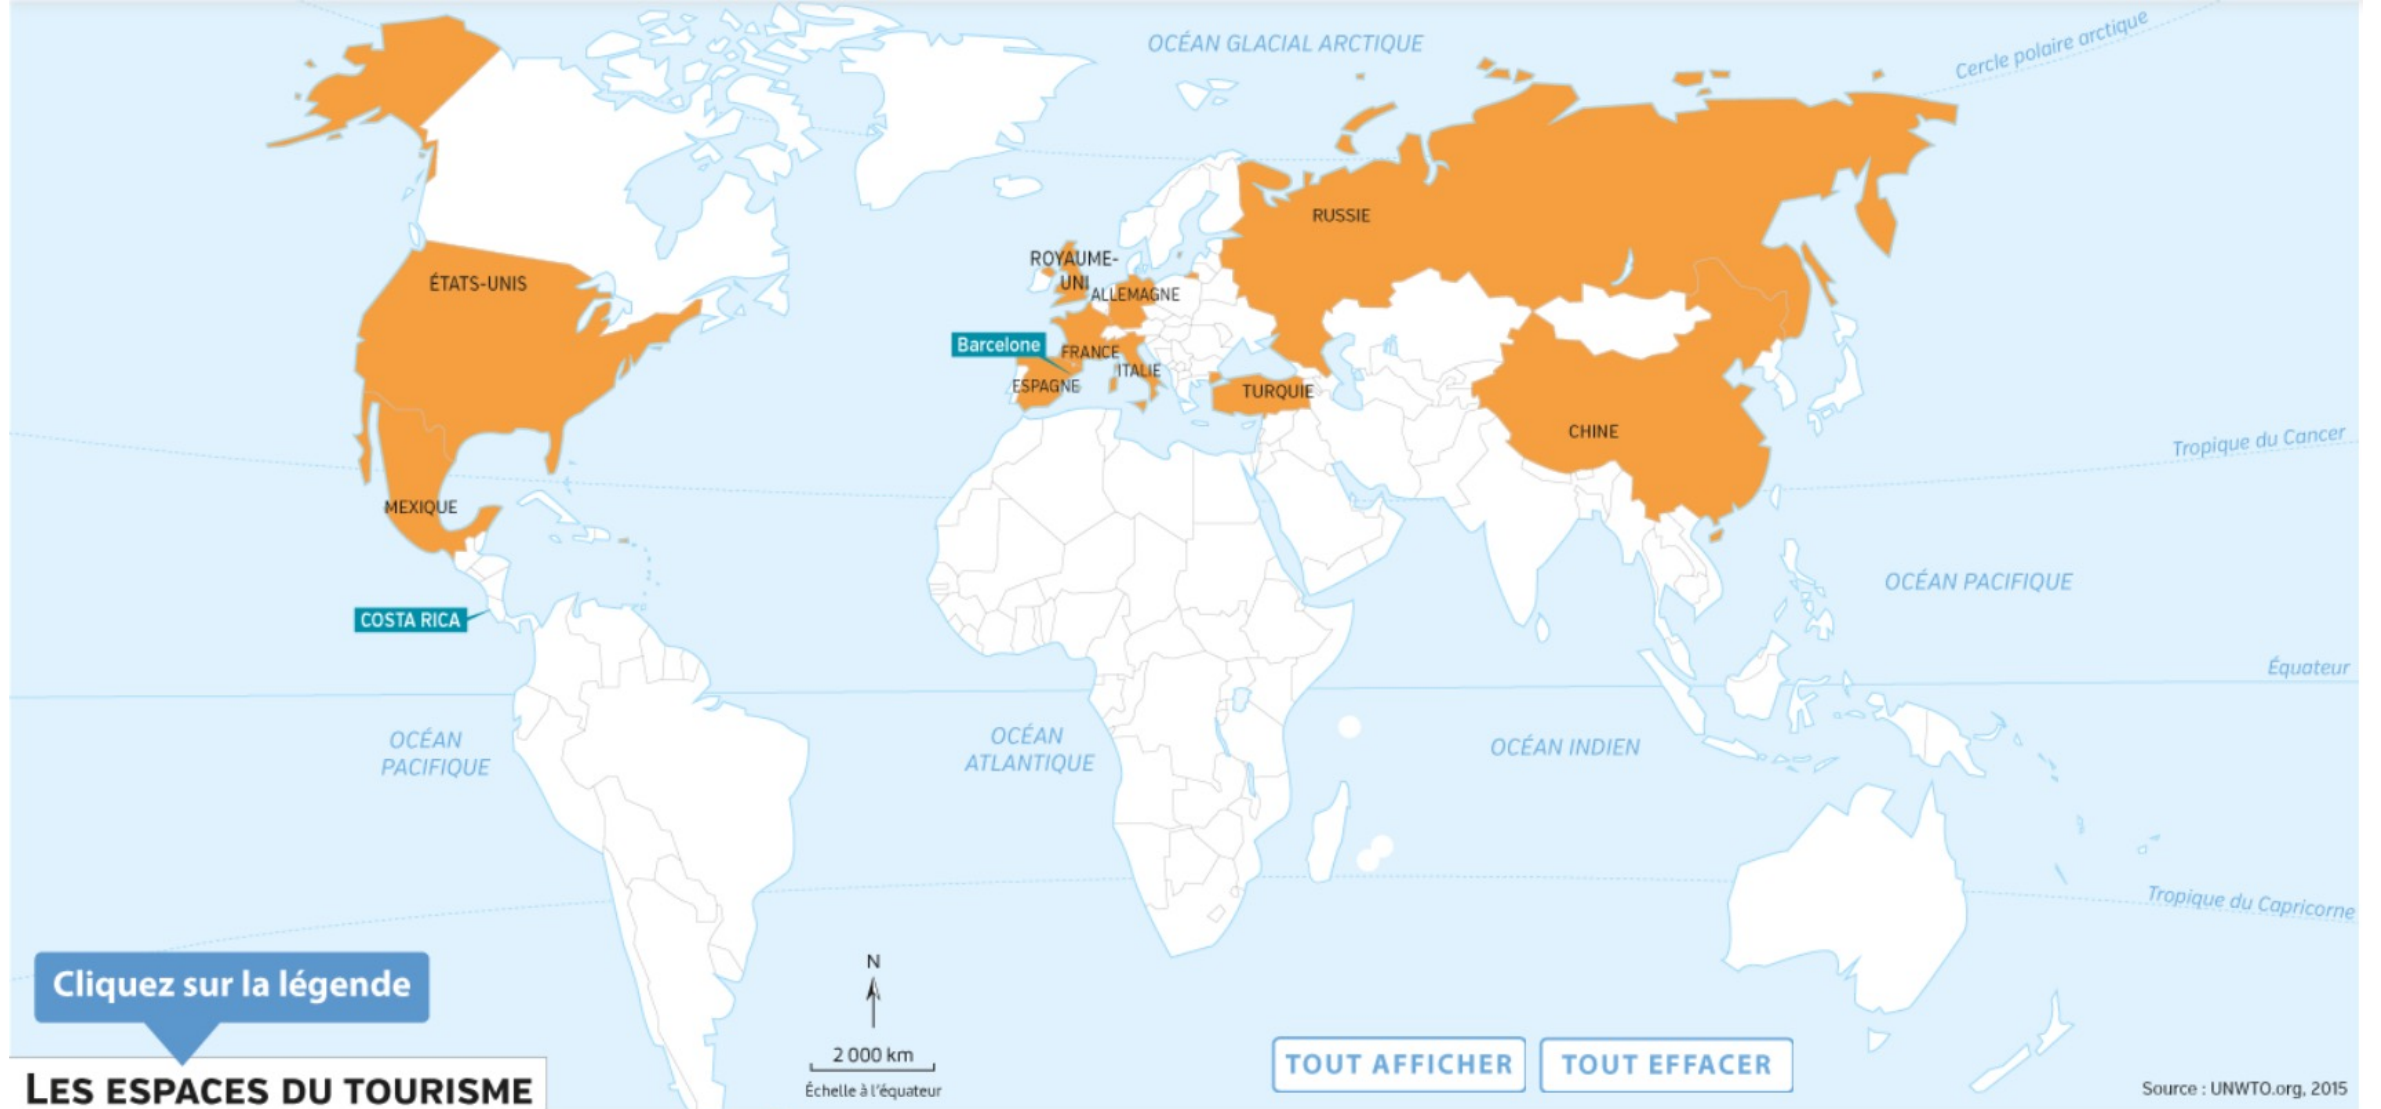 OCÉAN GLACIAL ARCTIQUE
Cercle polaire arctique
RUSSIE
ROYAUME-
UNI
ÉTATS-UNIS
ALLEMAGNE
Barcelone
FRANCE
ITALIE
ESPAGNE
TURQUIE
CHINE
Tropique du Cancer
MEXIQUE
OCÉAN PACIFIQUE
COSTA RICA
Équateur
OCÉAN
PACIFIQUE
OCÉAN
ATLANTIQUE
OCÉAN INDIEN
Tropique du Capricorne
Cliquez sur la légende
N
2 000 km
Échelle à l'équateur
TOUT AFFICHER
TOUT EFFACER
LES ESPACES DU TOURISME
Source : UNWTO.org, 2015